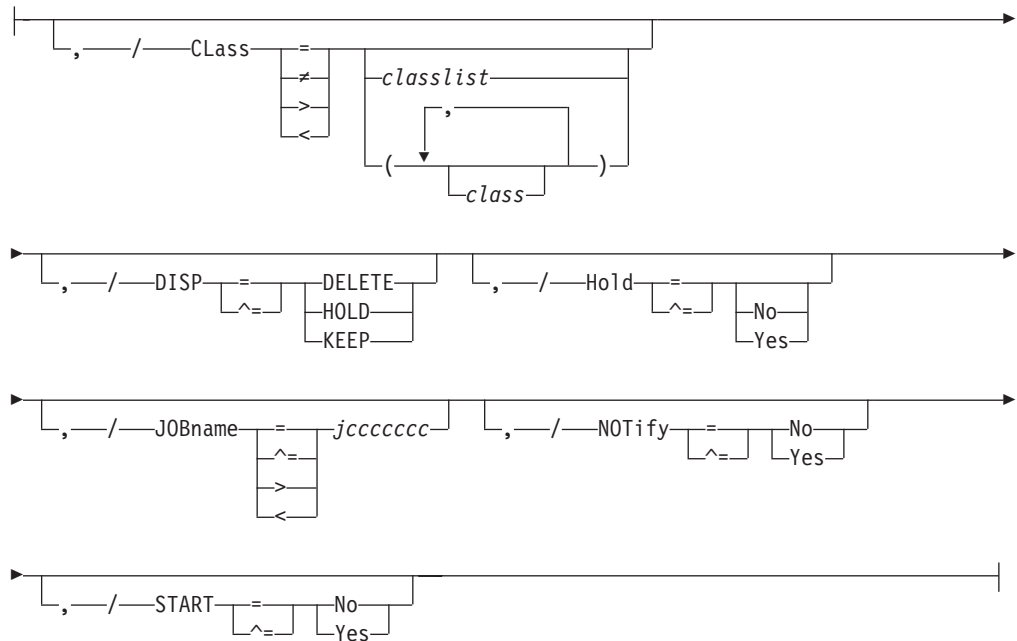 , / CLass =
≠ classlist
> ,
<
( class )
, / DISP = DELETE , / Hold =
^= HOLD ^= No
KEEP Yes
, / JOBname = jccccccc , / NOTify = No
^= ^= Yes
>
<
, / START = No
^= Yes